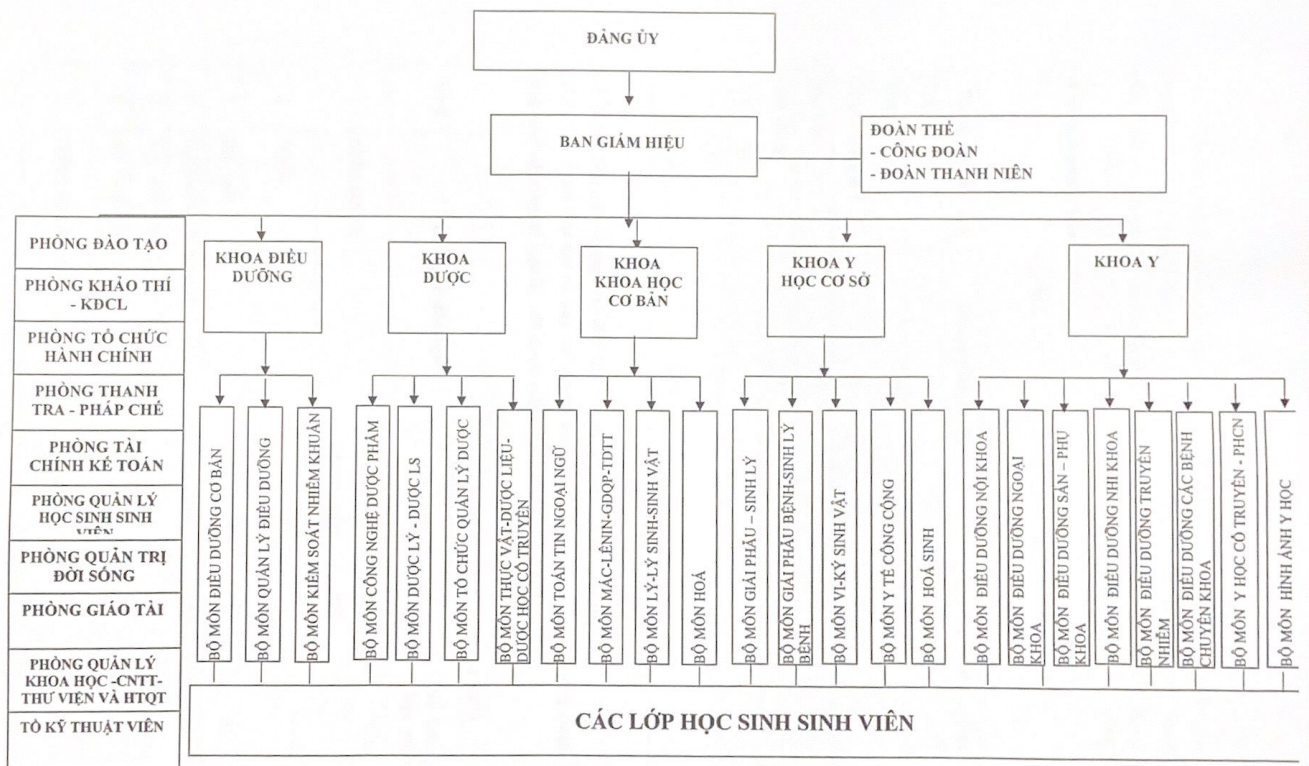 ĐẢNG ỦY
BAN GIÁM HIỆU
ĐOÀN THỂ
- CÔNG ĐOÀN
- ĐOÀN THANH NIÊN
PHÒNG ĐÀO TẠO
PHÒNG KHẢO THÍ
- KĐCL
PHÒNG TỔ CHỨC
HÀNH CHÍNH
PHÒNG THANH
TRA - PHÁP CHẾ
PHÒNG TÀI
CHÍNH KẾ TOÁN
PHÒNG QUẢN LÝ
HỌC SINH SINH
VIÊN
PHÒNG QUẢN TRỊ
ĐỜI SỐNG
PHÒNG GIÁO TÀI
PHÒNG QUẢN LÝ
KHOA HỌC -CNTT-
THƯ VIỆN VÀ HTQT
TỔ KỸ THUẬT VIÊN
KHOA ĐIỀU
DƯỠNG
KHOA
DƯỢC
KHOA
KHOA HỌC
CƠ BẢN
KHOA Y
HỌC CƠ SỞ
KHOA Y
BỘ MÔN ĐIỀU DƯỠNG CƠ BẢN
BỘ MÔN QUẢN LÝ ĐIỀU DƯỠNG
BỘ MÔN KIỂM SOÁT NHIỄM KHUẨN
BỘ MÔN CÔNG NGHỆ DƯỢC PHẨM
BỘ MÔN DƯỢC LÝ - DƯỢC LS
BỘ MÔN TỔ CHỨC QUẢN LÝ DƯỢC
BỘ MÔN THỰC VẬT-DƯỢC LIỆU-
DƯỢC HỌC CỔ TRUYỀN
BỘ MÔN TOÁN TIN NGOẠI NGỮ
BỘ MÔN MÁC-LÊNIN-GDQP-TDTT
BỘ MÔN LÝ-LÝ SINH-SINH VẬT
BỘ MÔN HOÁ
BỘ MÔN GIẢI PHẪU – SINH LÝ
BỘ MÔN GIẢI PHẪU BỆNH-SINH LÝ
BỆNH
BỘ MÔN VI-KÝ SINH VẬT
BỘ MÔN Y TẾ CÔNG CỘNG
BỘ MÔN HOÁ SINH
BỘ MÔN ĐIỀU DƯỠNG NỘI KHOA
BỘ MÔN ĐIỀU DƯỠNG NGOẠI
KHOA
BỘ MÔN ĐIỀU DƯỠNG SẢN – PHỤ
KHOA
BỘ MÔN ĐIỀU DƯỠNG NHI KHOA
BỘ MÔN ĐIỀU DƯỠNG TRUYỀN
NHIỄM
BỘ MÔN ĐIỀU DƯỠNG CÁC BỆNH
CHUYÊN KHOA
BỘ MÔN Y HỌC CỔ TRUYỀN - PHCN
BỘ MÔN HÌNH ẢNH Y HỌC
CÁC LỚP HỌC SINH SINH VIÊN